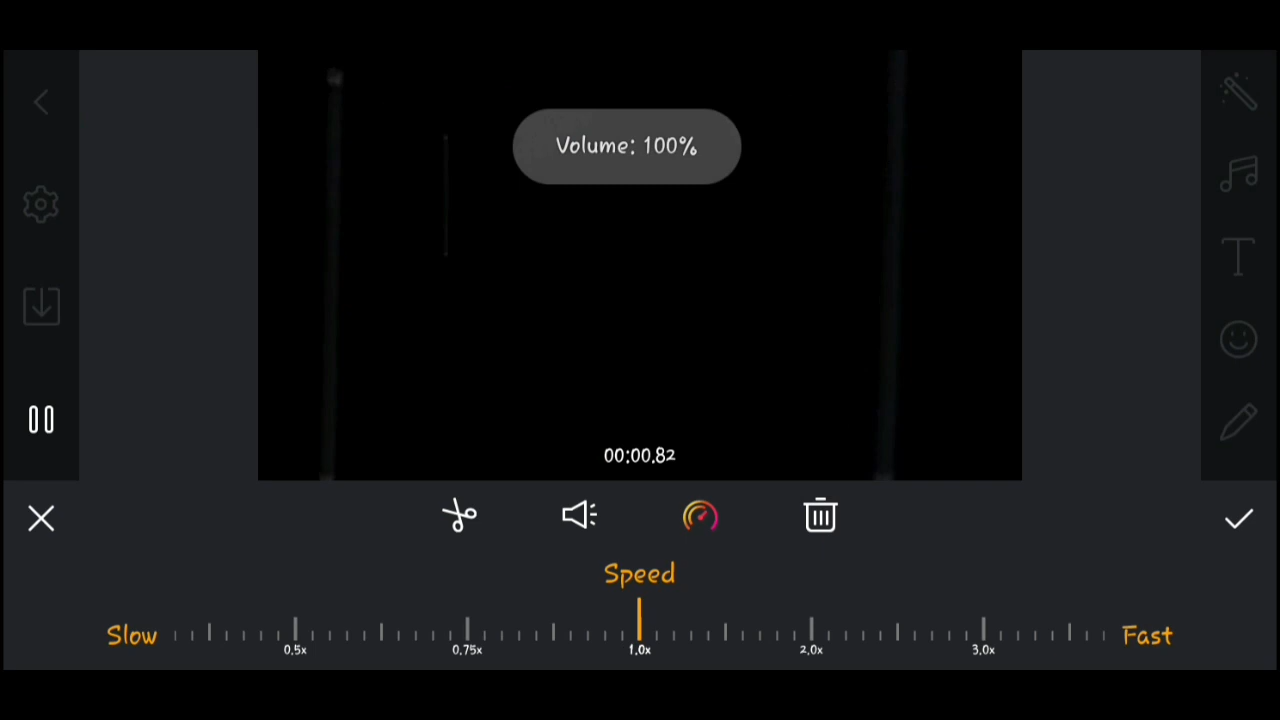 Volume: 100%
00:00.82
Speed
Slow
Fast
0.5x 0.75x 1.0x 2.0x 3.0x